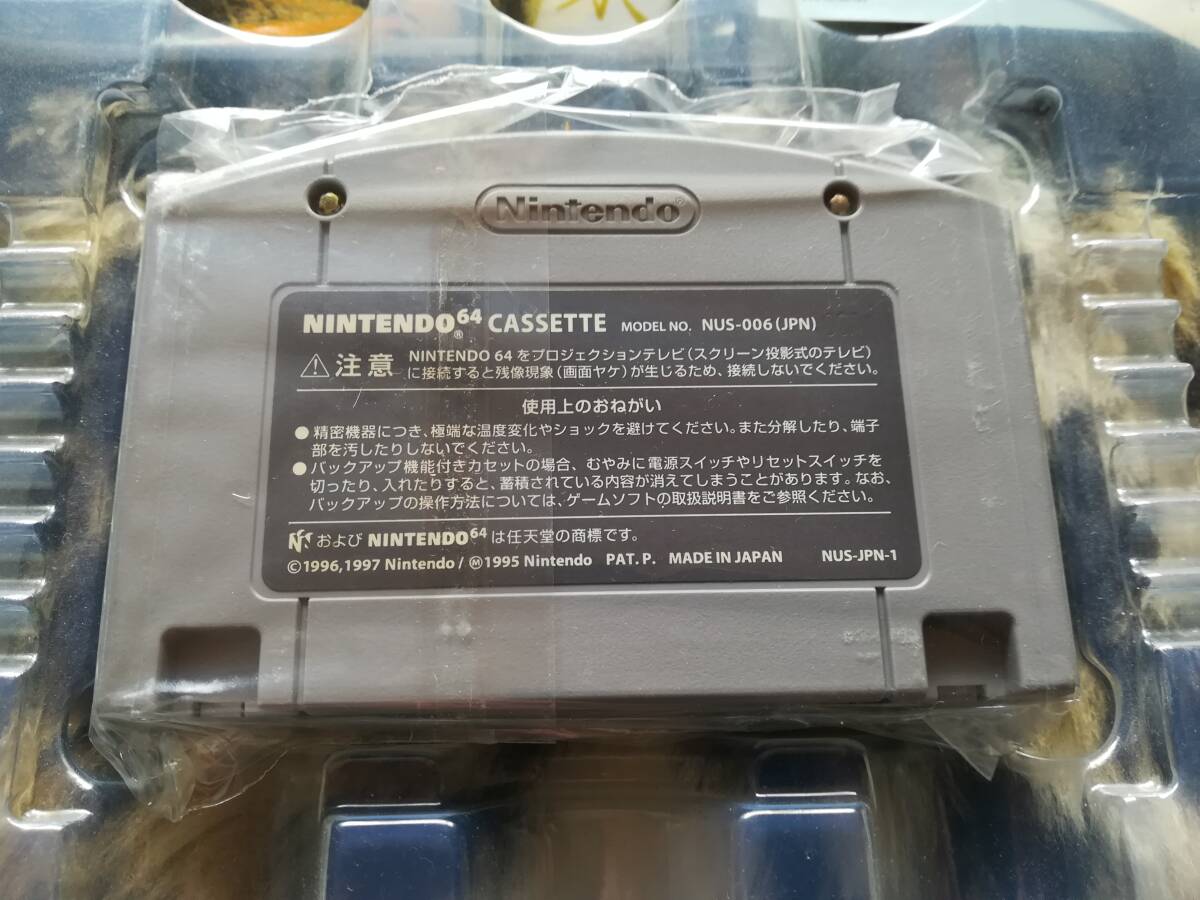 Nintendo®
NINTENDO64® CASSETTE MODEL NO. NUS-006(JPN)
⚠注意 NINTENDO 64 をプロジェクションテレビ(スクリーン投影式のテレビ)
に接続すると残像現象(画面ヤケ)が生じるため、接続しないでください。
使用上のおねがい
●精密機器につき、極端な温度変化やショックを避けてください。また分解したり、端子
部を汚したりしないでください。
●バックアップ機能付きカセットの場合、むやみに電源スイッチやリセットスイッチを
切ったり、入れたりすると、蓄積されている内容が消えてしまうことがあります。なお、
バックアップの操作方法については、ゲームソフトの取扱説明書をご参照ください。
および NINTENDO64 は任天堂の商標です。
©1996,1997 Nintendo / Ⓜ1995 Nintendo PAT. P. MADE IN JAPAN NUS-JPN-1